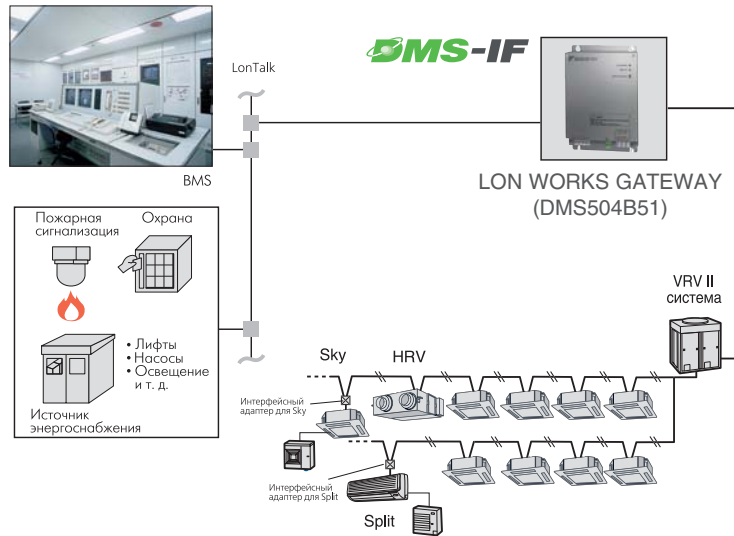 LonTalk
DMS-IF
BMS
LON WORKS GATEWAY
(DMS504B51)
Пожарная
сигнализация
Охрана
• Лифты
• Насосы
• Освещение
и т. д.
Источник
энергоснабжения
VRV II
система
Sky
HRV
Интерфейсный
адаптер для Sky
Интерфейсный
адаптер для Split
Split